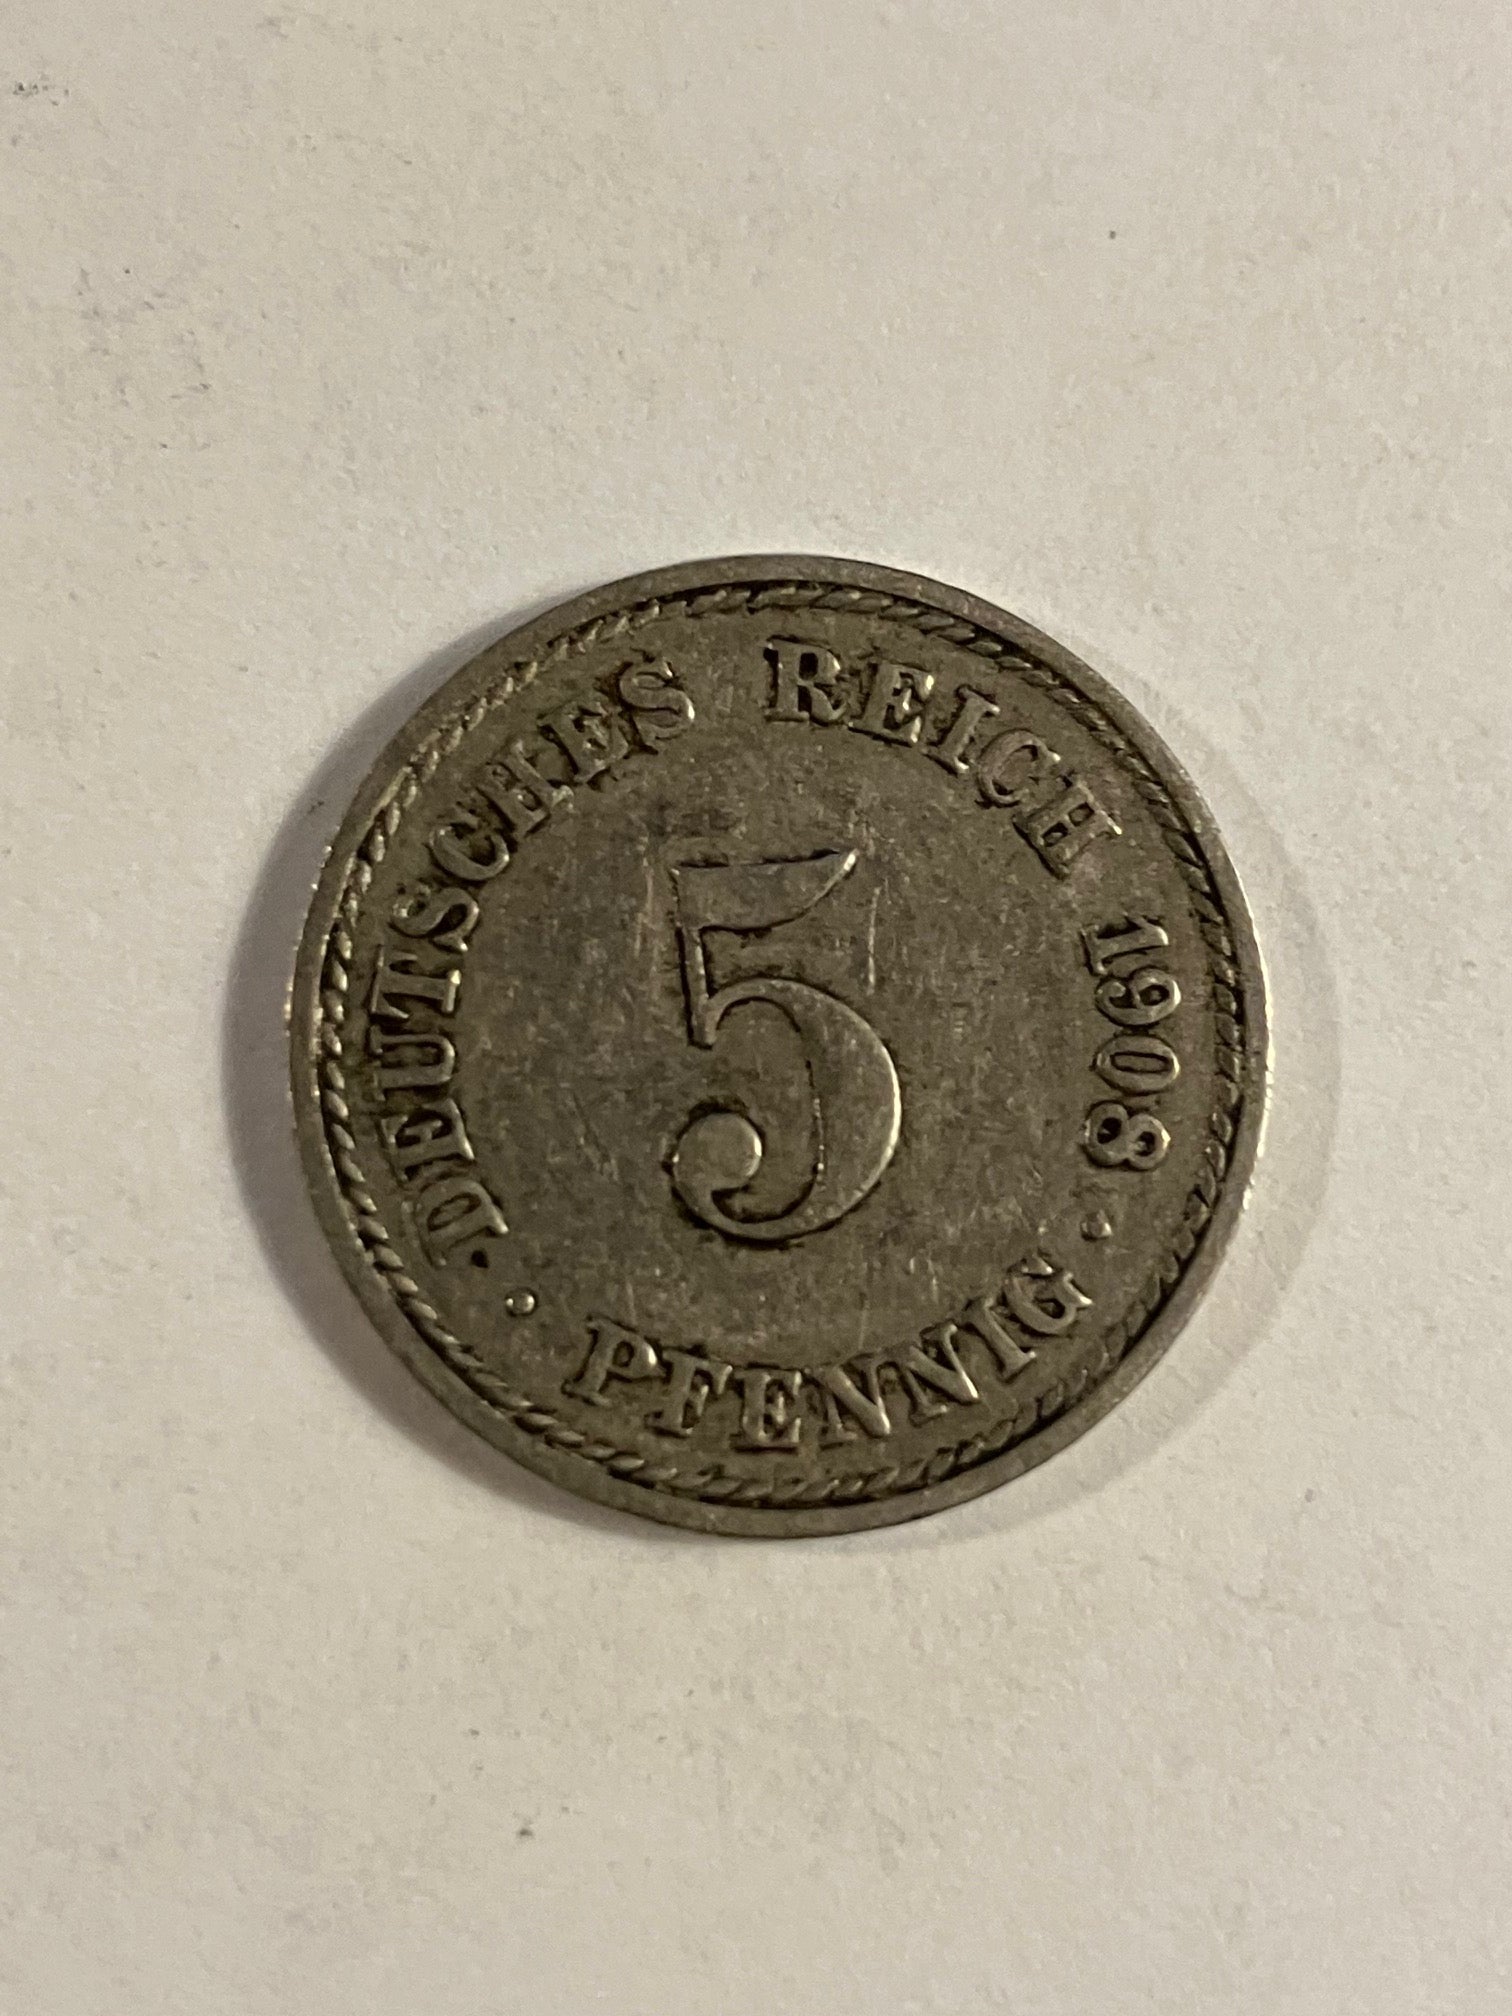 DEUTSCHES REICH 1908
5
· PFENNIG ·